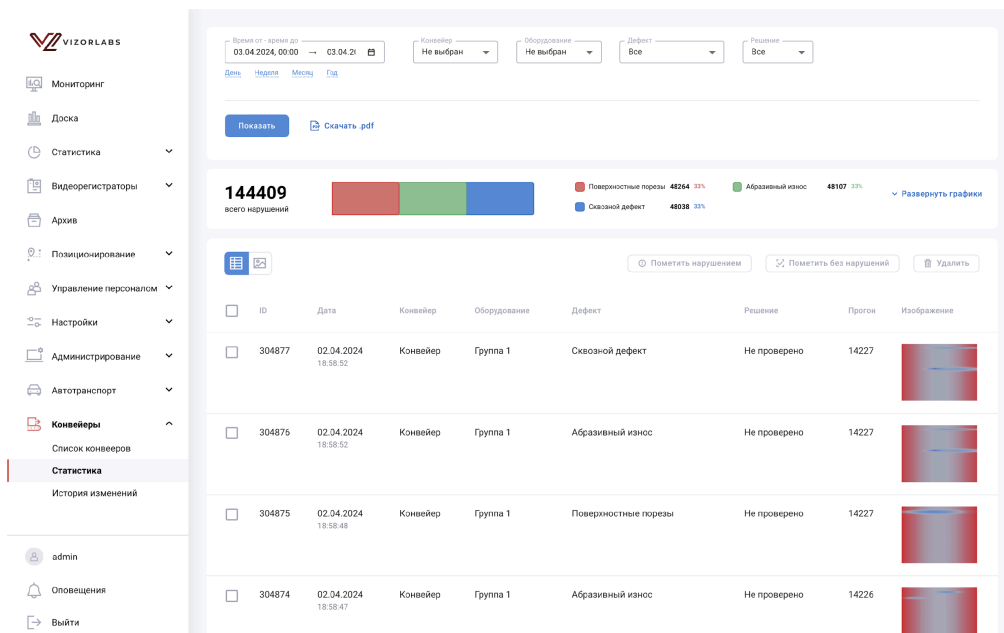 VIZORLABS
Мониторинг
Доска
Статистика
Видеорегистраторы
Архив
Позиционирование
Управление персоналом
Настройки
Администрирование
Автотранспорт
Конвейеры
Список конвееров
Статистика
История изменений
admin
Оповещения
Выйти
Время от - время до Конвейер Оборудование Дефект Решение
03.04.2024, 00:00 → 03.04.2 Не выбран Не выбран Все Все
День Неделя Месяц Год
Показать Скачать .pdf
144409
всего нарушений
Поверхностные порезы 48264 33% Абразивный износ 48107 33%
Сквозной дефект 48038 33%
Развернуть графики
Пометить нарушением Пометить без нарушений Удалить
ID Дата Конвейер Оборудование Дефект Решение Прогон Изображение
304877 02.04.2024 Конвейер Группа 1 Сквозной дефект Не проверено 14227
18:58:52
304876 02.04.2024 Конвейер Группа 1 Абразивный износ Не проверено 14227
18:58:52
304875 02.04.2024 Конвейер Группа 1 Поверхностные порезы Не проверено 14227
18:58:48
304874 02.04.2024 Конвейер Группа 1 Абразивный износ Не проверено 14226
18:58:47